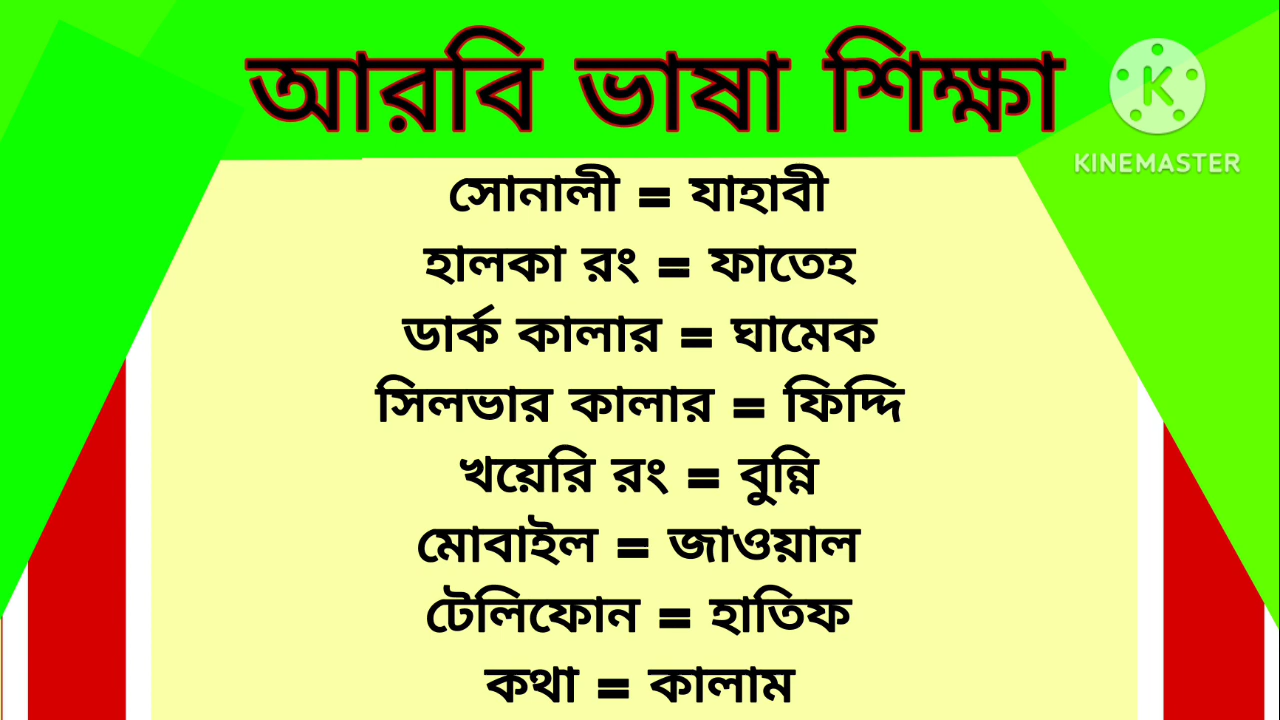 আরবি ভাষা শিক্ষা
KINEMASTER
সোনালী = যাহাবী
হালকা রং = ফাতেহ
ডার্ক কালার = ঘামেক
সিলভার কালার = ফিদ্দি
খয়েরি রং = বুন্নি
মোবাইল = জাওয়াল
টেলিফোন = হাতিফ
কথা = কালাম